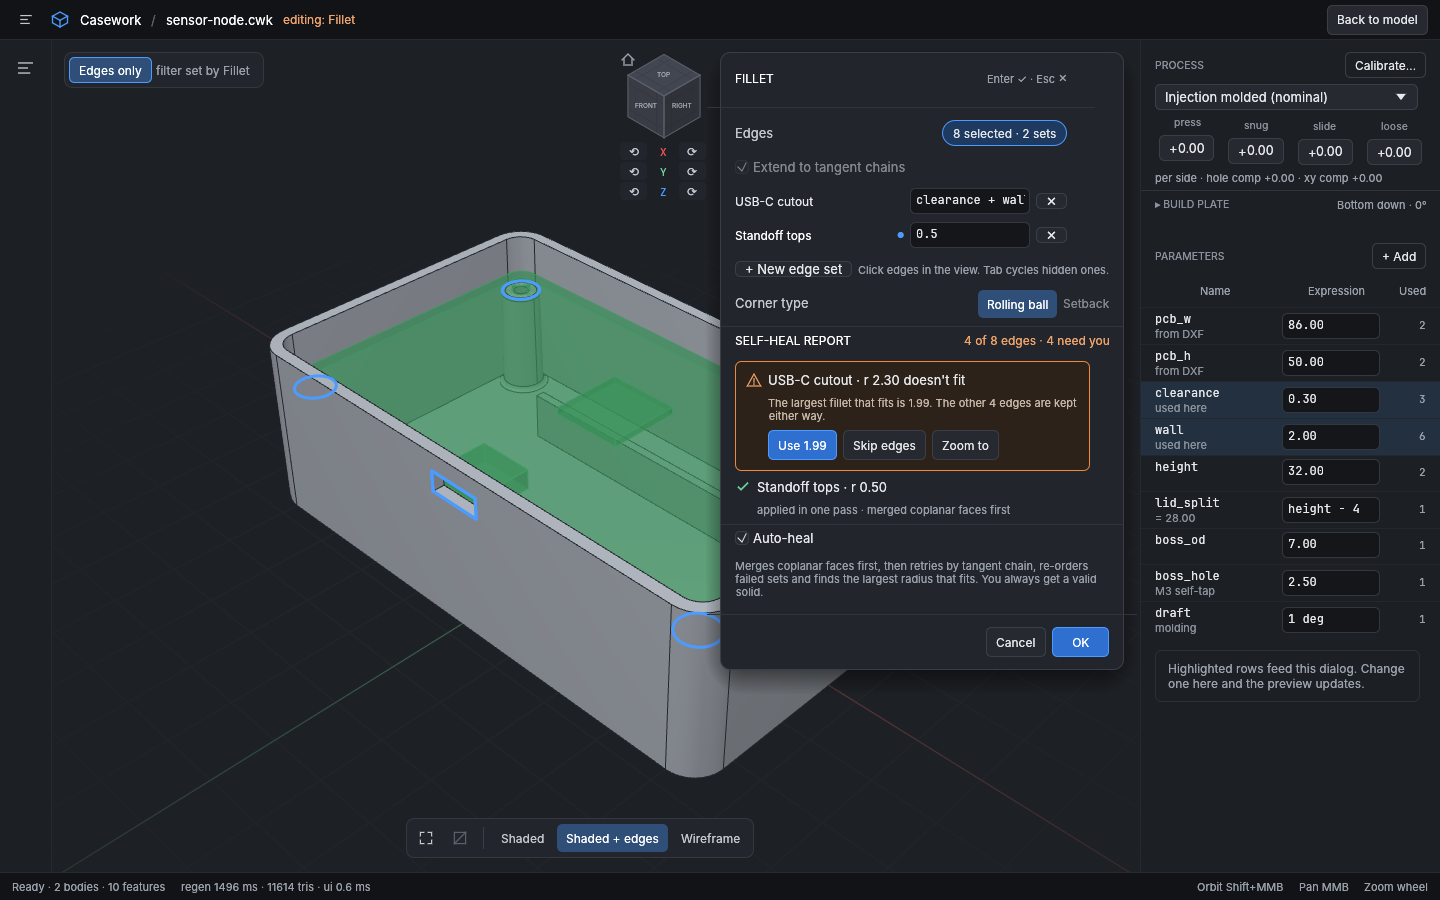 Casework / sensor-node.cwk editing: Fillet
Back to model
Edges only filter set by Fillet
TOP
FRONT RIGHT
X
Y
Z
FILLET
Enter ✓ · Esc ×
Edges
8 selected · 2 sets
Extend to tangent chains
USB-C cutout
clearance + wal
Standoff tops
0.5
+ New edge set
Click edges in the view. Tab cycles hidden ones.
Corner type
Rolling ball
Setback
SELF-HEAL REPORT
4 of 8 edges · 4 need you
USB-C cutout · r 2.30 doesn't fit
The largest fillet that fits is 1.99. The other 4 edges are kept
either way.
Use 1.99
Skip edges
Zoom to
Standoff tops · r 0.50
applied in one pass · merged coplanar faces first
Auto-heal
Merges coplanar faces first, then retries by tangent chain, re-orders
failed sets and finds the largest radius that fits. You always get a valid
solid.
Cancel
OK
PROCESS
Calibrate...
Injection molded (nominal)
press snug slide loose
+0.00 +0.00 +0.00 +0.00
per side · hole comp +0.00 · xy comp +0.00
▸ BUILD PLATE
Bottom down · 0°
PARAMETERS
+ Add
Name Expression Used
pcb_w 86.00 2
from DXF
pcb_h 50.00 2
from DXF
clearance 0.30 3
used here
wall 2.00 6
used here
height 32.00 2
lid_split height - 4 1
= 28.00
boss_od 7.00 1
boss_hole 2.50 1
M3 self-tap
draft 1 deg 1
molding
Highlighted rows feed this dialog. Change
one here and the preview updates.
Shaded
Shaded + edges
Wireframe
Ready · 2 bodies · 10 features regen 1496 ms · 11614 tris · ui 0.6 ms
Orbit Shift+MMB Pan MMB Zoom wheel